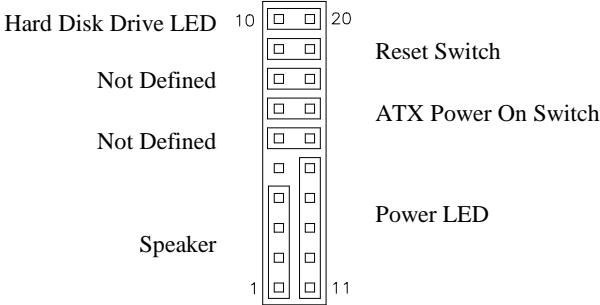 Hard Disk Drive LED 10 20
Reset Switch
Not Defined
ATX Power On Switch
Not Defined
Power LED
Speaker
1 11